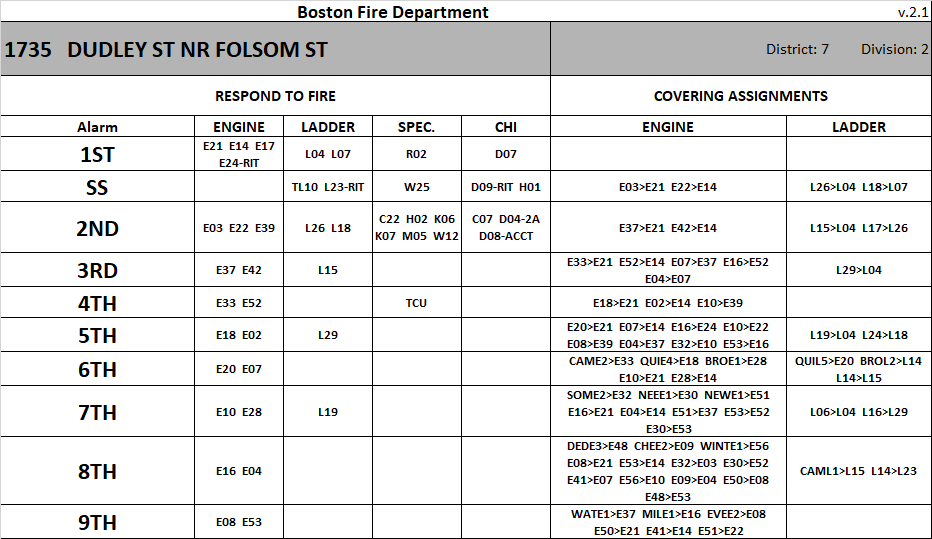 Boston Fire Department v.2.1
1735 DUDLEY ST NR FOLSOM ST District: 7 Division: 2
RESPOND TO FIRE COVERING ASSIGNMENTS
Alarm ENGINE LADDER SPEC. CHI ENGINE LADDER
1ST E21 E14 E17 L04 L07 R02 D07
E24-RIT
SS TL10 L23-RIT W25 D09-RIT H01 E03>E21 E22>E14 L26>L04 L18>L07
2ND E03 E22 E39 L26 L18 C22 H02 K06 C07 D04-2A E37>E21 E42>E14 L15>L04 L17>L26
K07 M05 W12 D08-ACCT
3RD E37 E42 L15 E33>E21 E52>E14 E07>E37 E16>E52 L29>L04
E04>E07
4TH E33 E52 TCU E18>E21 E02>E14 E10>E39
5TH E18 E02 L29 E20>E21 E07>E14 E16>E24 E10>E22 L19>L04 L24>L18
E08>E39 E04>E37 E32>E10 E53>E16
6TH E20 E07 CAME2>E33 QUIE4>E18 BROE1>E28 QUIL5>E20 BROL2>L14
E10>E21 E28>E14 L14>L15
7TH E10 E28 L19 SOME2>E32 NEEE1>E30 NEWE1>E51 L06>L04 L16>L29
E16>E21 E04>E14 E51>E37 E53>E52
E30>E53
8TH E16 E04 DEDE3>E48 CHEE2>E09 WINTE1>E56 CAML1>L15 L14>L23
E08>E21 E53>E14 E32>E03 E30>E52
E41>E07 E56>E10 E09>E04 E50>E08
E48>E53
9TH E08 E53 WATE1>E37 MILE1>E16 EVEE2>E08
E50>E21 E41>E14 E51>E22